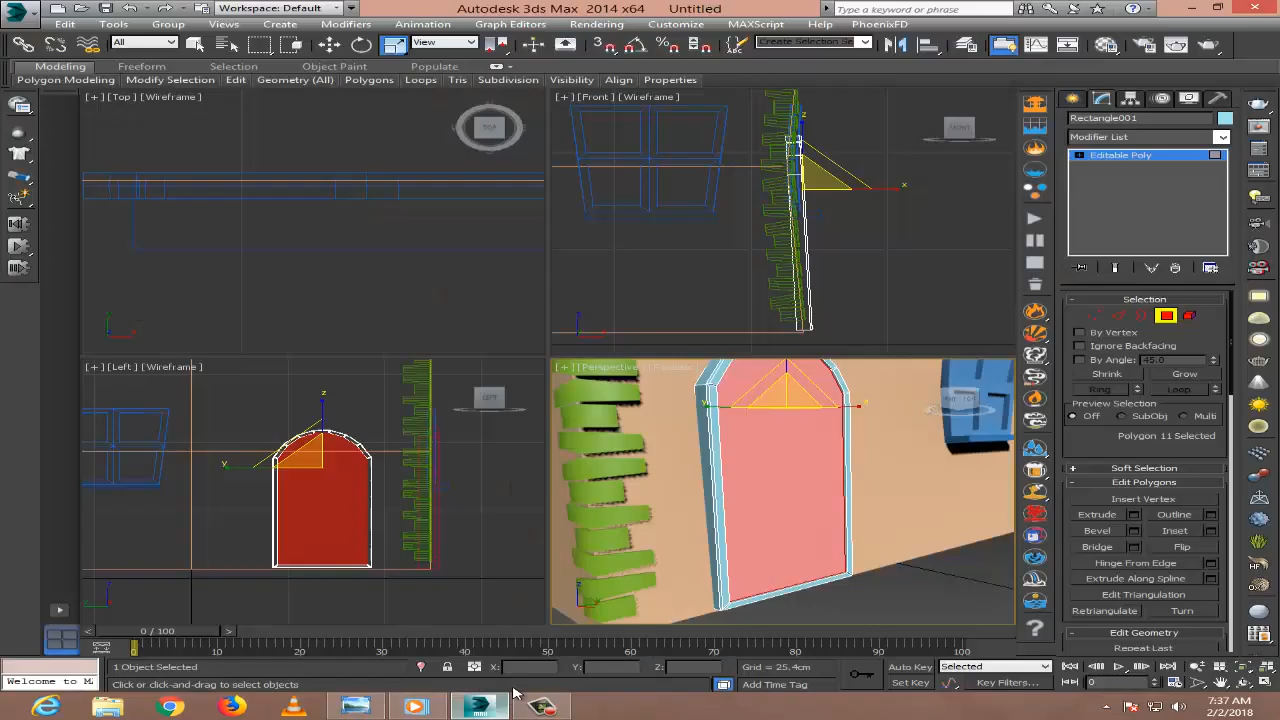 Workspace: Default
Autodesk 3ds Max 2014 x64 Untitled
Type a keyword or phrase
Edit Tools Group Views Create Modifiers Animation Graph Editors Rendering Customize MAXScript Help PhoenixFD
All
View
Create Selection Se
Modeling Freeform Selection Object Paint Populate
Polygon Modeling Modify Selection Edit Geometry (All) Polygons Loops Tris Subdivision Visibility Align Properties
[+] [Top] [Wireframe]
[+] [Front] [Wireframe]
TOP
FRONT
Rectangle001
Modifier List
Editable Poly
[+] [Left] [Wireframe]
LEFT
Selection
By Vertex
Ignore Backfacing
By Angle: 45.0
Shrink Grow
Ring Loop
Preview Selection
Off SubObj Multi
Polygon 11 Selected
Soft Selection
Edit Polygons
Insert Vertex
Extrude Outline
Bevel Inset
Bridge Flip
Hinge From Edge
Extrude Along Spline
Edit Triangulation
Retriangulate Turn
Edit Geometry
Repeat Last
0 / 100
0 10 20 30 40 50 60 70 80 90 100
1 Object Selected
X: Y: Z: Grid = 25.4cm
Auto Key Selected
Welcome to M
Click or click-and-drag to select objects
Add Time Tag
Set Key Key Filters...
0
7:37 AM
2/2/2018